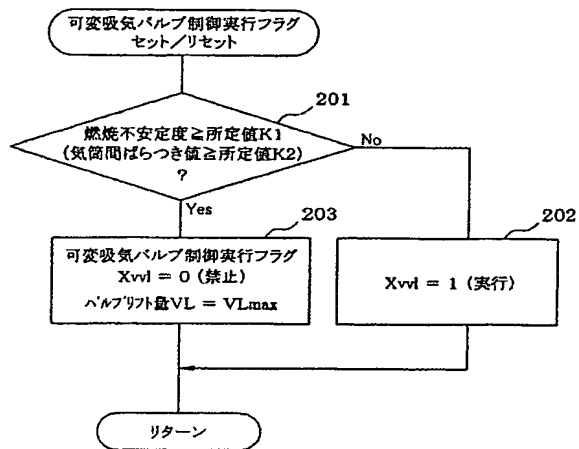 可変吸気バルブ制御実行フラグ
セット／リセット
201
燃焼不安定度≧所定値K1
(気筒間ばらつき値≧所定値K2)
?
No
Yes
203
可変吸気バルブ制御実行フラグ
Xvvl = 0 (禁止)
バルブリフト量VL = VLmax
202
Xvvl = 1 (実行)
リターン